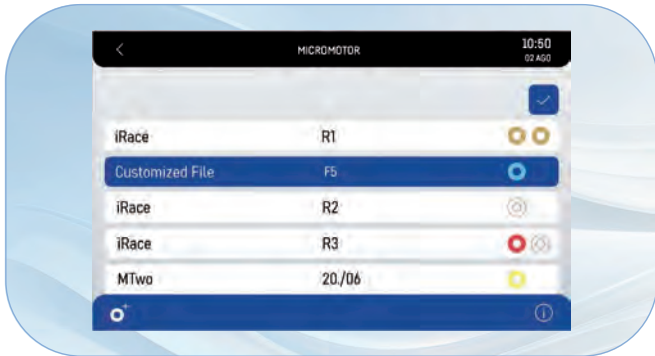 MICROMOTOR 10:50
02 AGO
iRace R1
Customized File F5
iRace R2
iRace R3
MTwo 20./06